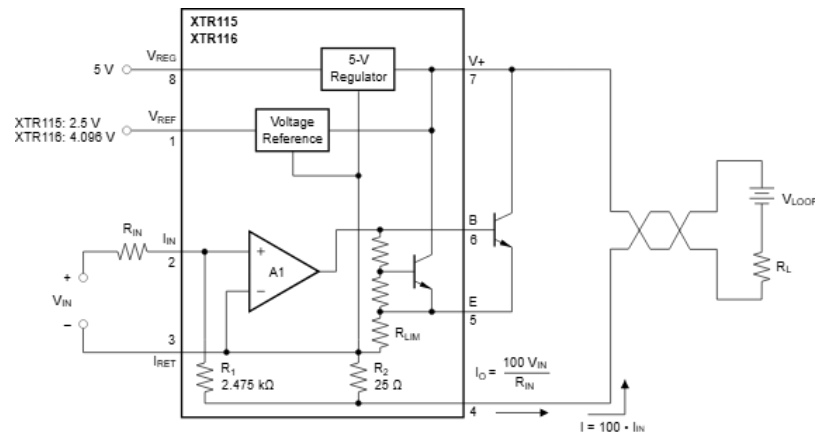 XTR115
XTR116
VREG
5 V
8
5-V
Regulator
V+
7
XTR115: 2.5 V
XTR116: 4.096 V
VREF
1
Voltage
Reference
RIN
IIN
2
+
VIN
–
A1
+
–
B
6
E
5
RLIM
3
IRET
R1
2.475 kΩ
R2
25 Ω
IO = 100 VIN / RIN
4
I = 100 • IIN
VLOOP
RL